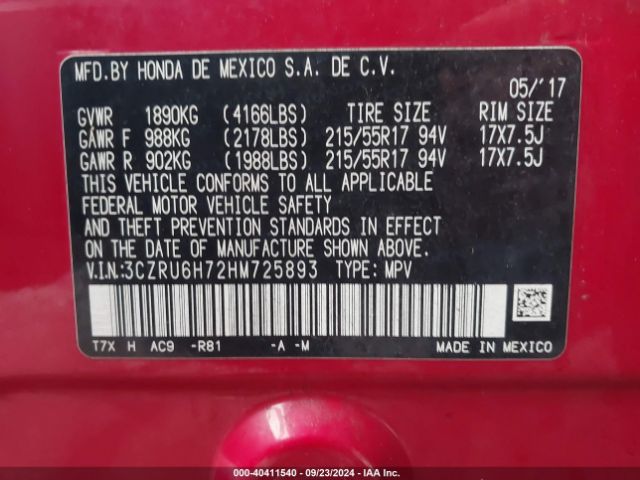 MFD.BY HONDA DE MEXICO S.A. DE C.V.
05/'17
GVWR 1890KG (4166LBS) TIRE SIZE RIM SIZE
GAWR F 988KG (2178LBS) 215/55R17 94V 17X7.5J
GAWR R 902KG (1988LBS) 215/55R17 94V 17X7.5J
THIS VEHICLE CONFORMS TO ALL APPLICABLE
FEDERAL MOTOR VEHICLE SAFETY
AND THEFT PREVENTION STANDARDS IN EFFECT
ON THE DATE OF MANUFACTURE SHOWN ABOVE.
V.I.N:3CZRU6H72HM725893 TYPE: MPV
T7X H AC9 -R81 -A -M MADE IN MEXICO
000-40411540 - 09/23/2024 - IAA Inc.